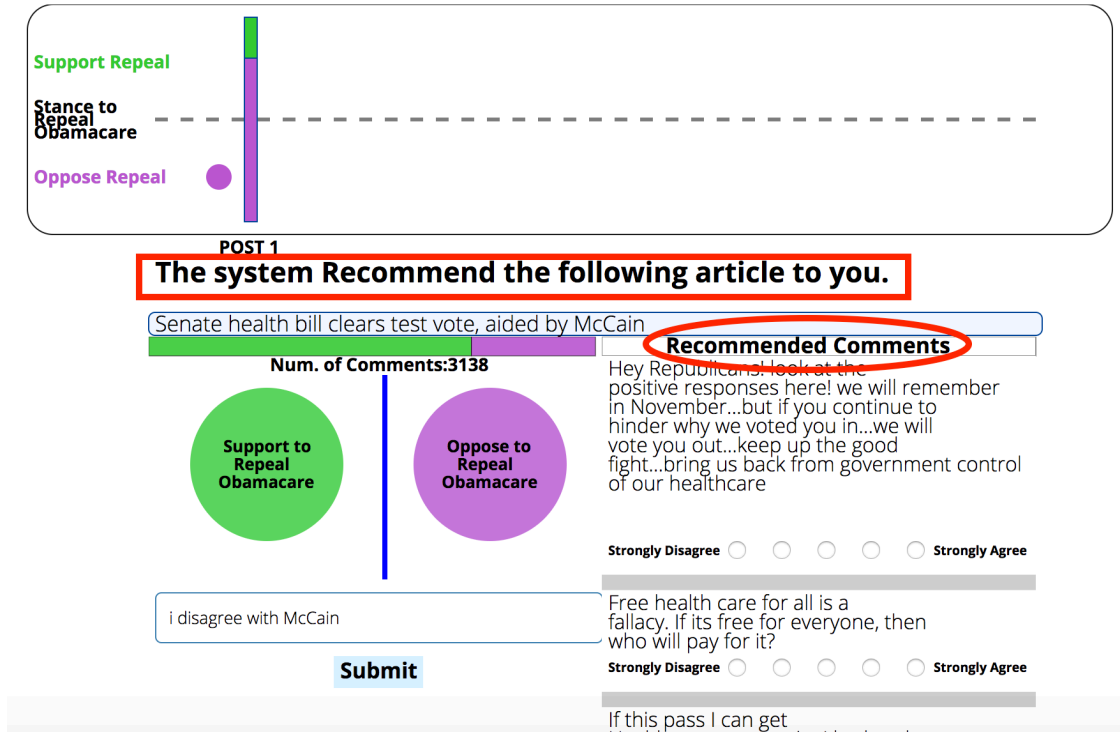 Support Repeal
Stance to
Repeal
Obamacare
Oppose Repeal
POST 1
The system Recommend the following article to you.
Senate health bill clears test vote, aided by McCain
Num. of Comments:3138
Support to
Repeal
Obamacare
Oppose to
Repeal
Obamacare
i disagree with McCain
Submit
Recommended Comments
Hey Republicans! look at the
positive responses here! we will remember
in November...but if you continue to
hinder why we voted you in...we will
vote you out...keep up the good
fight...bring us back from government control
of our healthcare
Strongly Disagree
Strongly Agree
Free health care for all is a
fallacy. If its free for everyone, then
who will pay for it?
Strongly Disagree
Strongly Agree
If this pass I can get